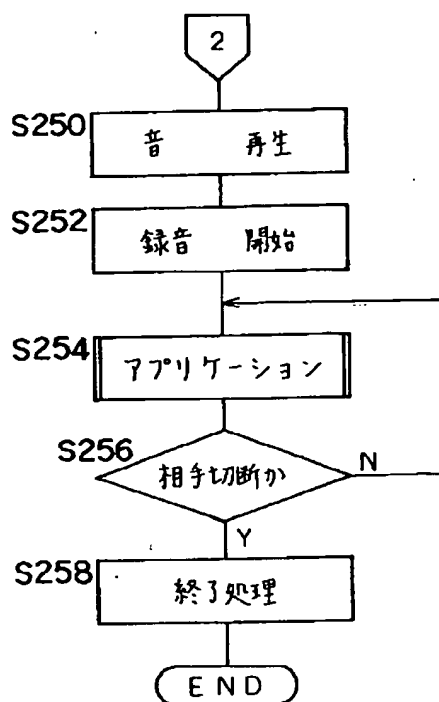 2
S250
音 再生
S252
録音 開始
S254
アプリケーション
S256
相手切断か
N
Y
S258
終了処理
END